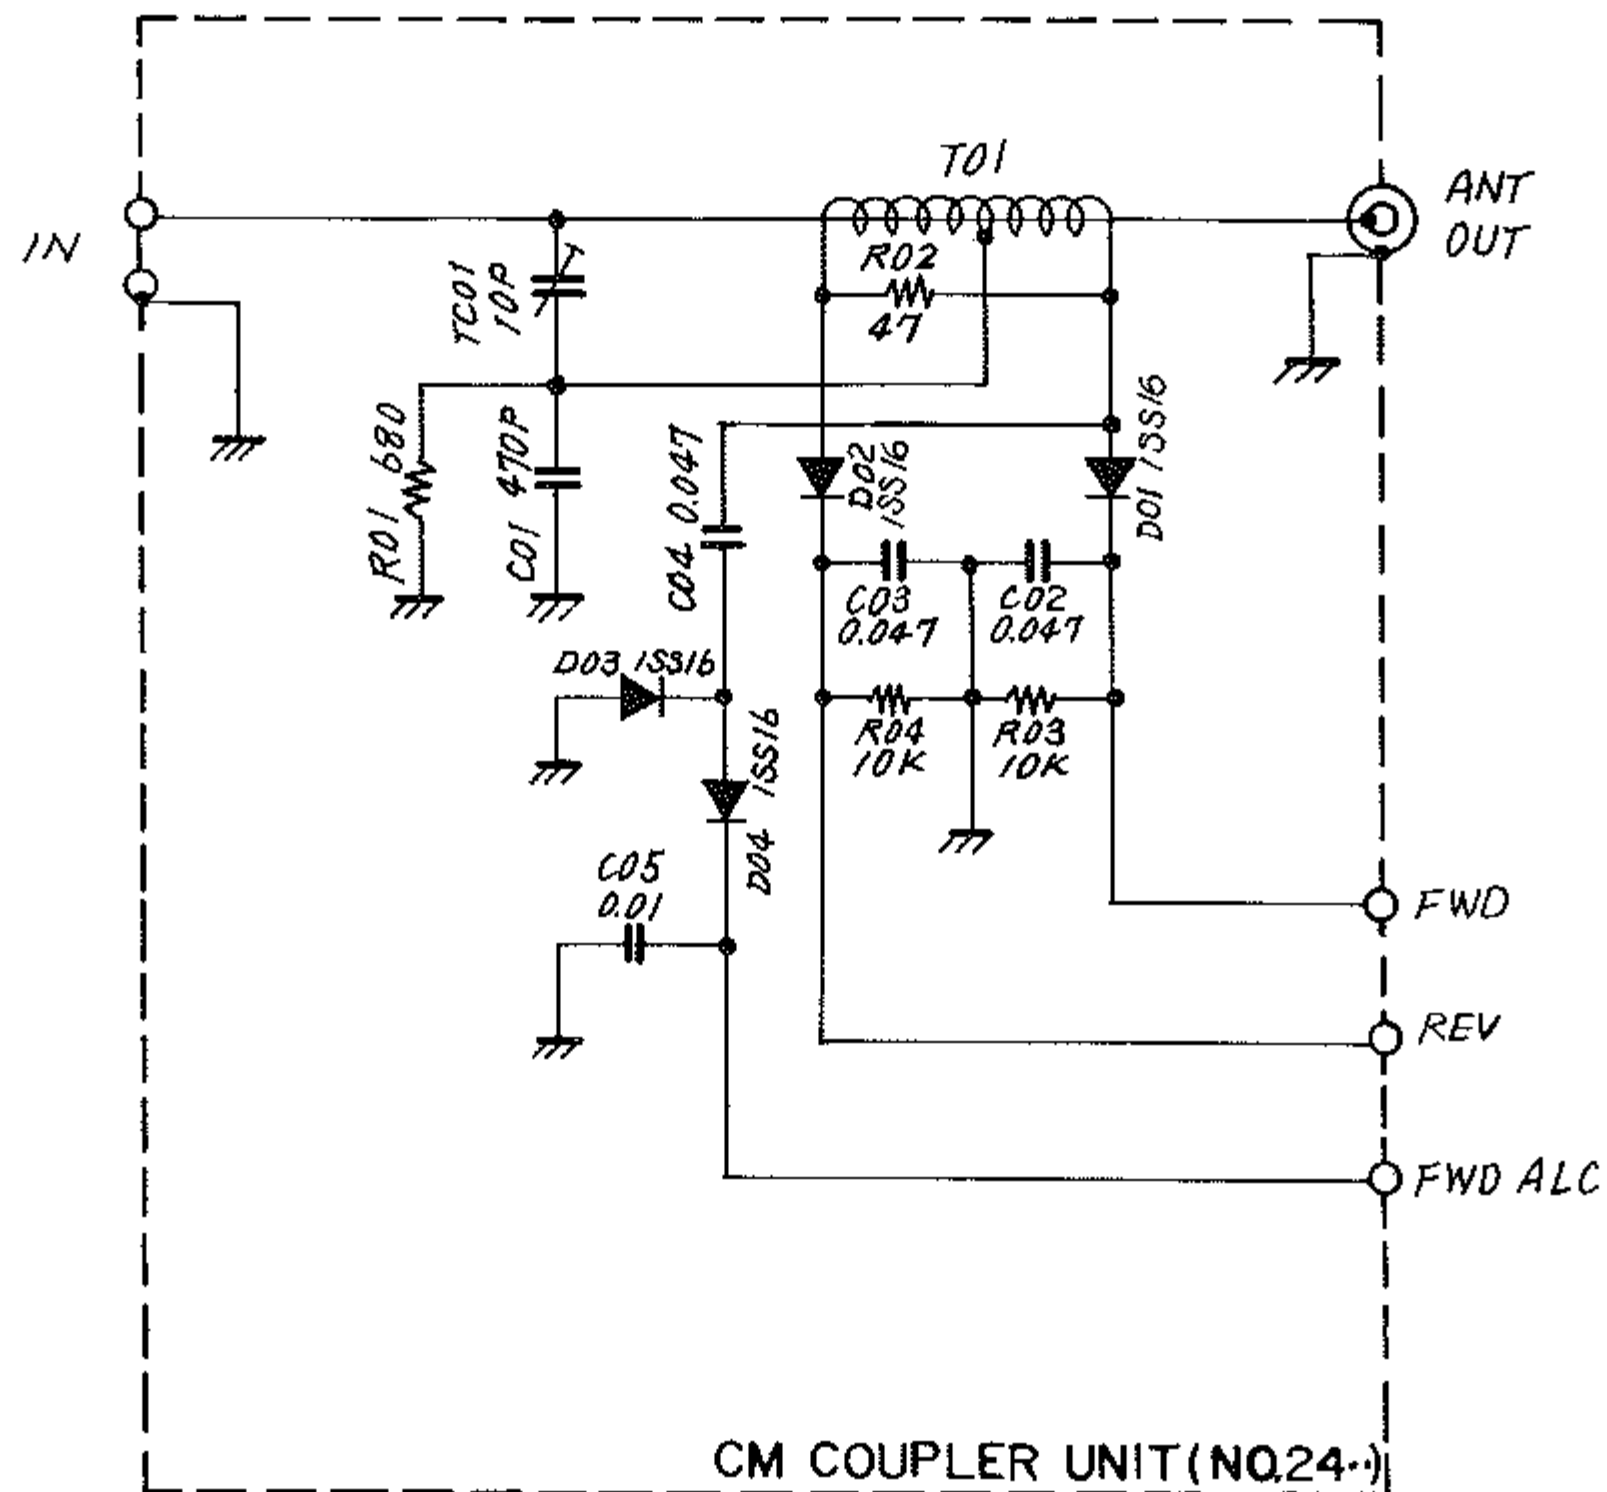 T01
ANT
OUT
IN
TC01
10P
R02
47
R01 680
C01 470P
C04 0.047
D02
1SS16
D01 1SS16
C03
0.047
C02
0.047
D03 1SS16
R04
10K
R03
10K
D04 1SS16
C05
0.01
FWD
REV
FWD ALC
CM COUPLER UNIT (NO.24··)